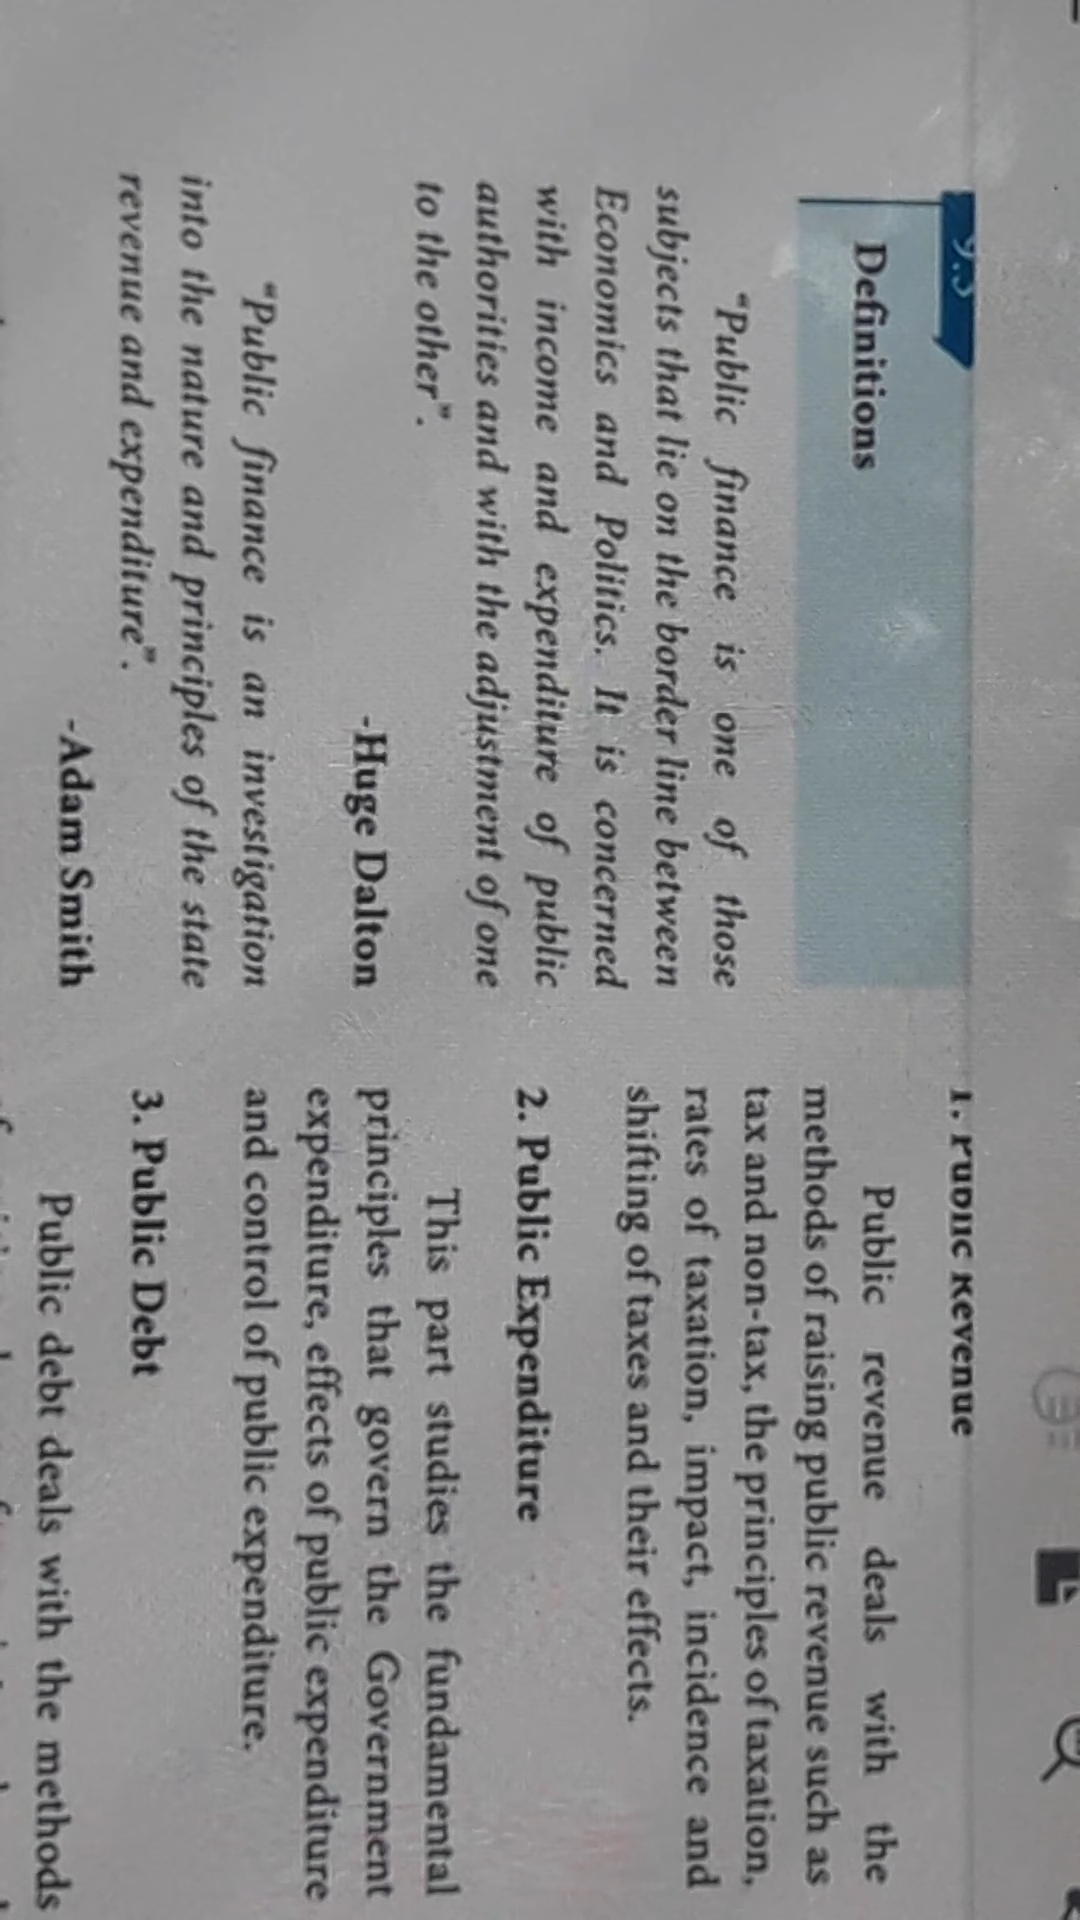 9.3
Definitions
"Public finance is one of those
subjects that lie on the border line between
Economics and Politics. It is concerned
with income and expenditure of public
authorities and with the adjustment of one
to the other".
-Huge Dalton
"Public finance is an investigation
into the nature and principles of the state
revenue and expenditure".
-Adam Smith
1. Public Revenue
Public revenue deals with the
methods of raising public revenue such as
tax and non-tax, the principles of taxation,
rates of taxation, impact, incidence and
shifting of taxes and their effects.
2. Public Expenditure
This part studies the fundamental
principles that govern the Government
expenditure, effects of public expenditure
and control of public expenditure.
3. Public Debt
Public debt deals with the methods